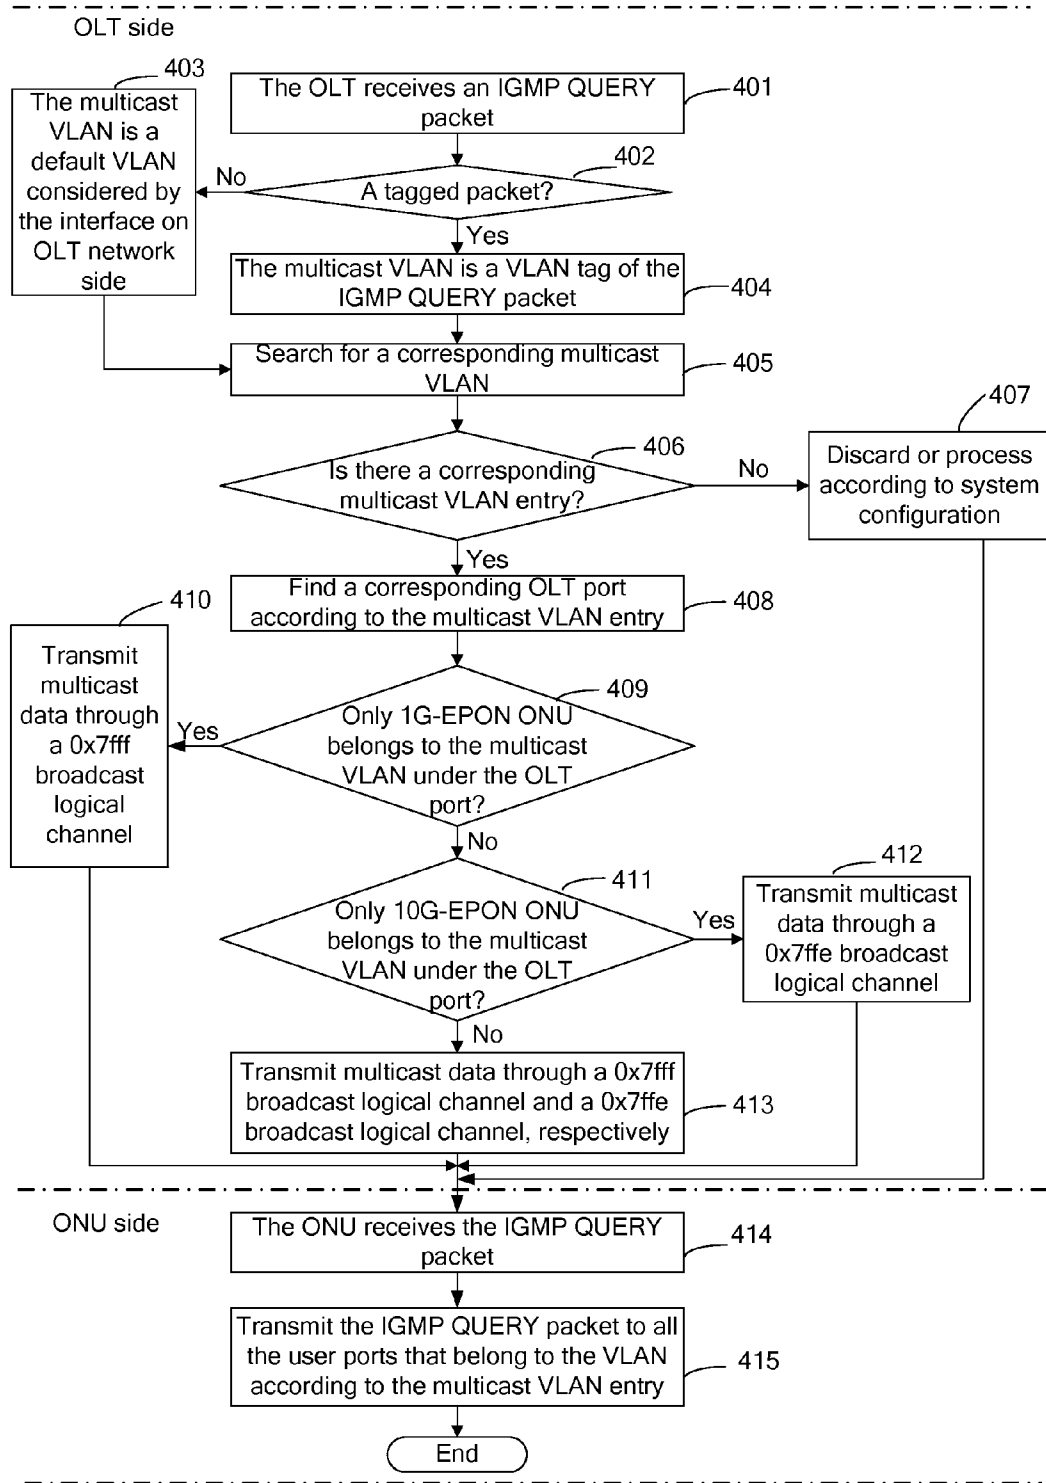 OLT side
403
The multicast
VLAN is a
default VLAN
considered by
the interface on
OLT network
side
The OLT receives an IGMP QUERY
packet
401
402
A tagged packet?
No
Yes
The multicast VLAN is a VLAN tag of the
IGMP QUERY packet
404
Search for a corresponding multicast
VLAN
405
406
Is there a corresponding
multicast VLAN entry?
No
407
Discard or process
according to system
configuration
Yes
Find a corresponding OLT port
according to the multicast VLAN entry
408
410
Transmit
multicast
data through
a 0x7fff
broadcast
logical
channel
409
Only 1G-EPON ONU
belongs to the multicast
VLAN under the OLT
port?
Yes
No
411
Only 10G-EPON ONU
belongs to the multicast
VLAN under the OLT
port?
Yes
412
Transmit multicast
data through a
0x7ffe broadcast
logical channel
No
Transmit multicast data through a 0x7fff
broadcast logical channel and a 0x7ffe
broadcast logical channel, respectively
413
ONU side
The ONU receives the IGMP QUERY
packet
414
Transmit the IGMP QUERY packet to all
the user ports that belong to the VLAN
according to the multicast VLAN entry
415
End